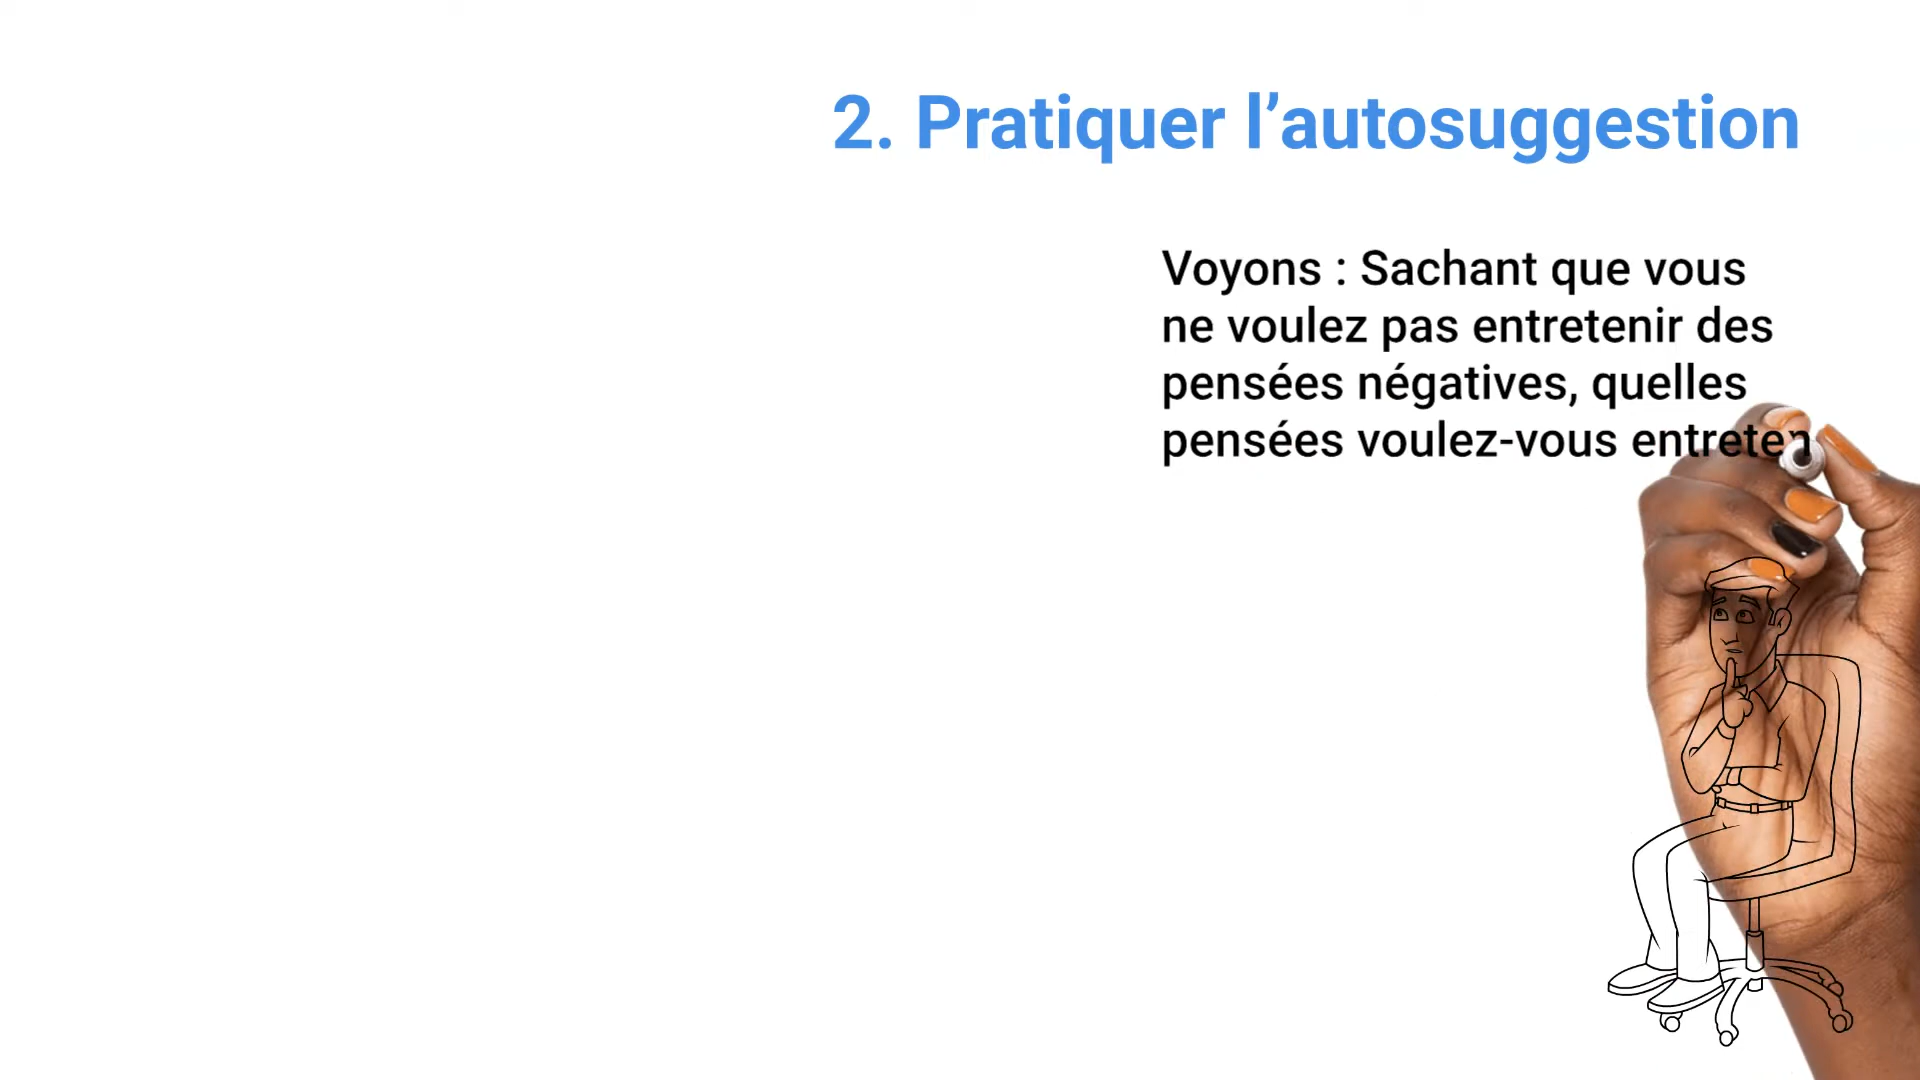 2. Pratiquer l’autosuggestion
Voyons : Sachant que vous
ne voulez pas entretenir des
pensées négatives, quelles
pensées voulez-vous entreten